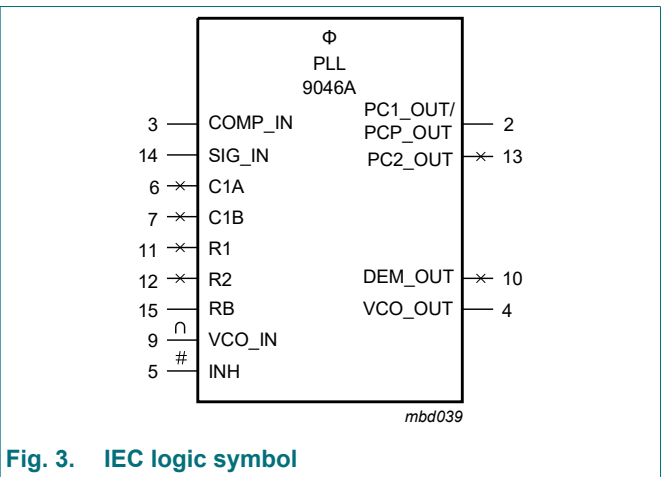 Φ
PLL
9046A
3 COMP_IN
14 SIG_IN
6 C1A
7 C1B
11 R1
12 R2
15 RB
9 ∩ VCO_IN
5 # INH
PC1_OUT/
PCP_OUT 2
PC2_OUT 13
DEM_OUT 10
VCO_OUT 4
mbd039
Fig. 3. IEC logic symbol